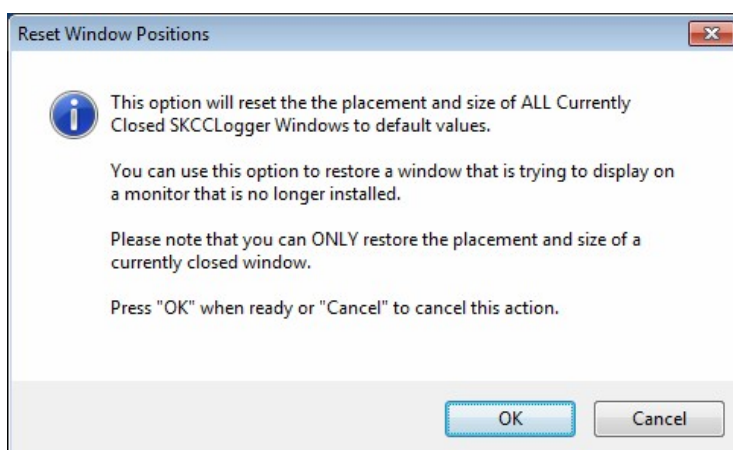 Reset Window Positions
This option will reset the the placement and size of ALL Currently
Closed SKCCLogger Windows to default values.
You can use this option to restore a window that is trying to display on
a monitor that is no longer installed.
Please note that you can ONLY restore the placement and size of a
currently closed window.
Press "OK" when ready or "Cancel" to cancel this action.
OK
Cancel